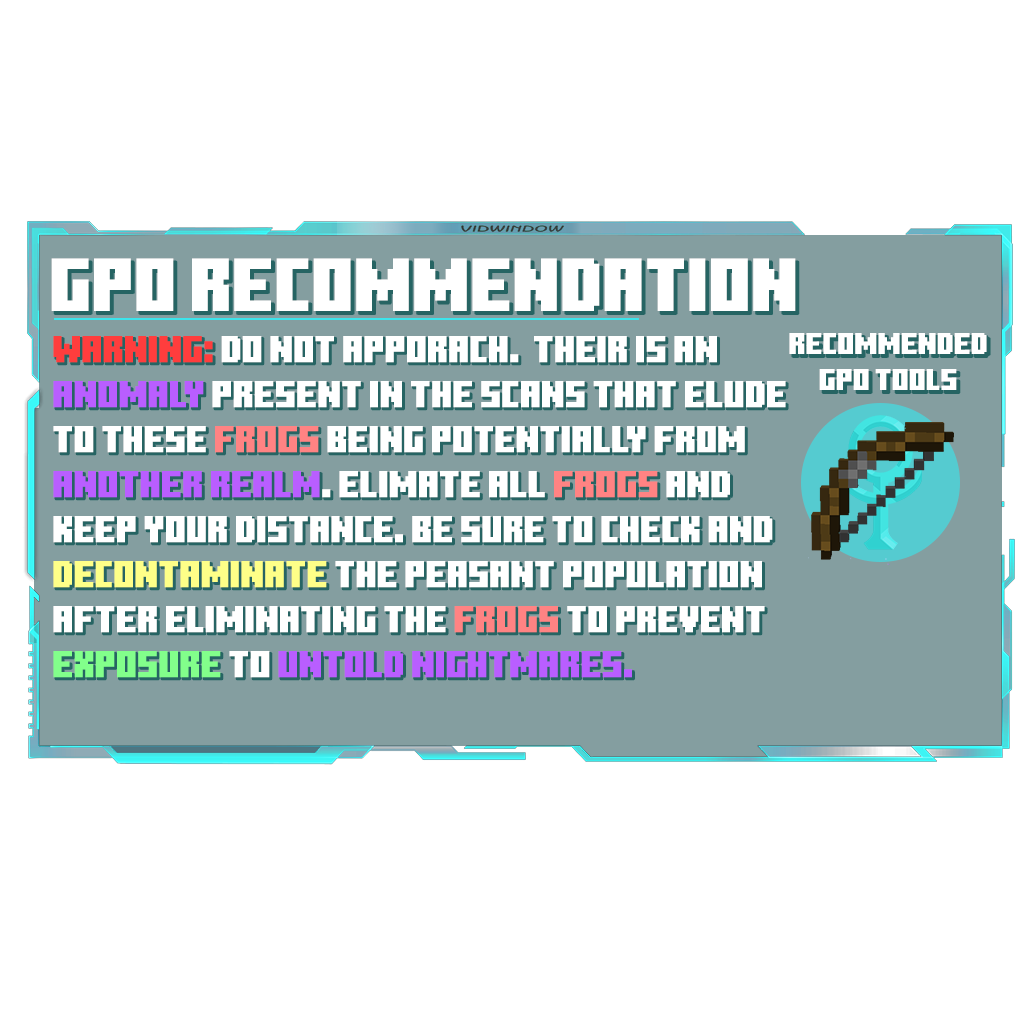 VIDWINDOW
GPO RECOMMENDATION
WARNING: DO NOT APPORACH. THEIR IS AN
ANOMALY PRESENT IN THE SCANS THAT ELUDE
TO THESE FROGS BEING POTENTIALLY FROM
ANOTHER REALM. ELIMATE ALL FROGS AND
KEEP YOUR DISTANCE. BE SURE TO CHECK AND
DECONTAMINATE THE PEASANT POPULATION
AFTER ELIMINATING THE FROGS TO PREVENT
EXPOSURE TO UNTOLD NIGHTMARES.
RECOMMENDED
GPO TOOLS